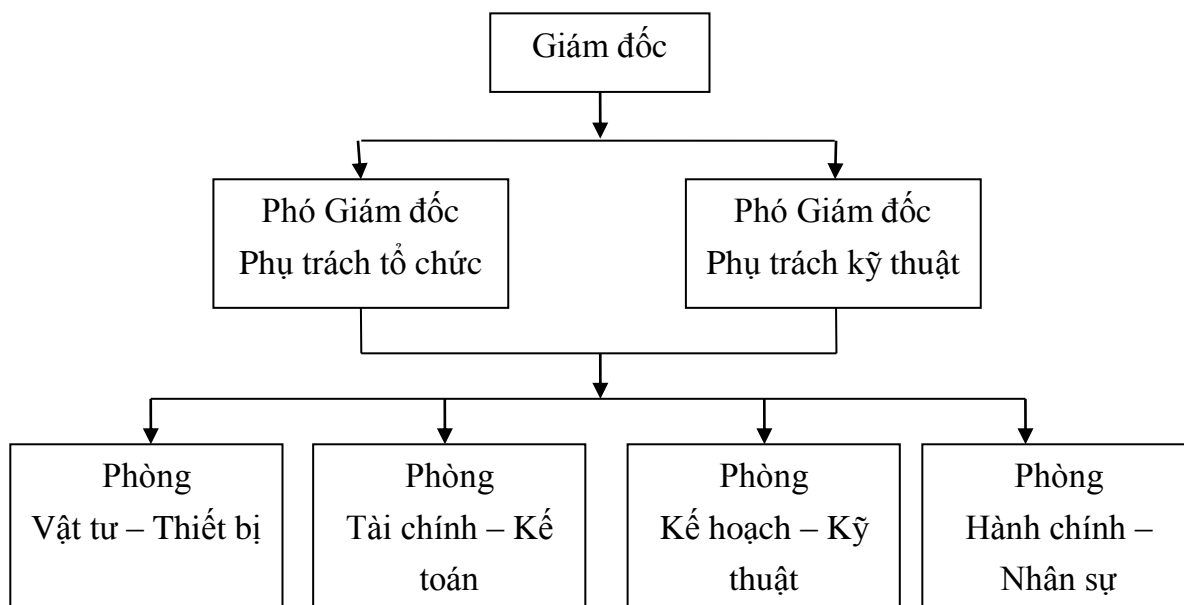 Giám đốc
Phó Giám đốc
Phụ trách tổ chức
Phó Giám đốc
Phụ trách kỹ thuật
Phòng
Vật tư – Thiết bị
Phòng
Tài chính – Kế
toán
Phòng
Kế hoạch – Kỹ
thuật
Phòng
Hành chính –
Nhân sự